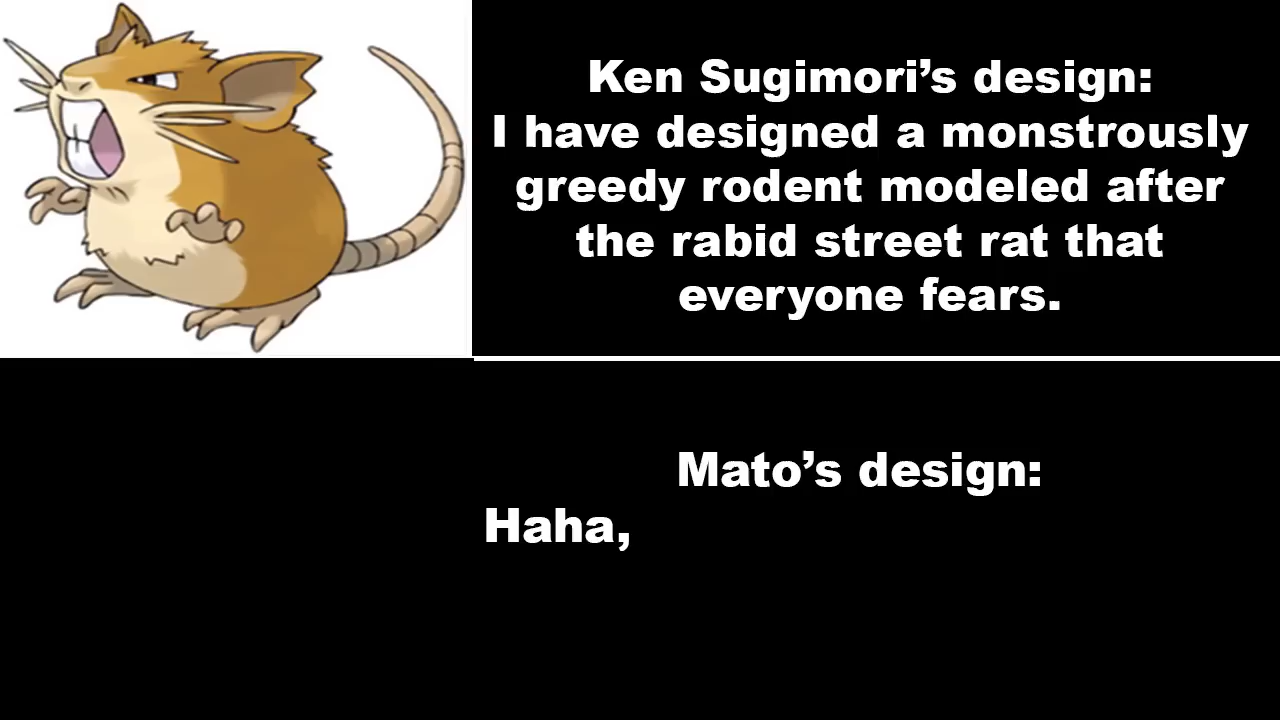 Ken Sugimori’s design:
I have designed a monstrously
greedy rodent modeled after
the rabid street rat that
everyone fears.
Mato’s design:
Haha,